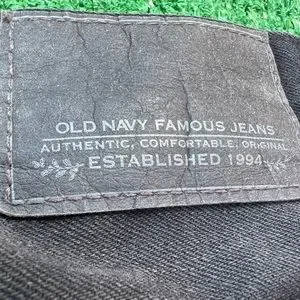 OLD NAVY FAMOUS JEANS
AUTHENTIC, COMFORTABLE, ORIGINAL
ESTABLISHED 1994